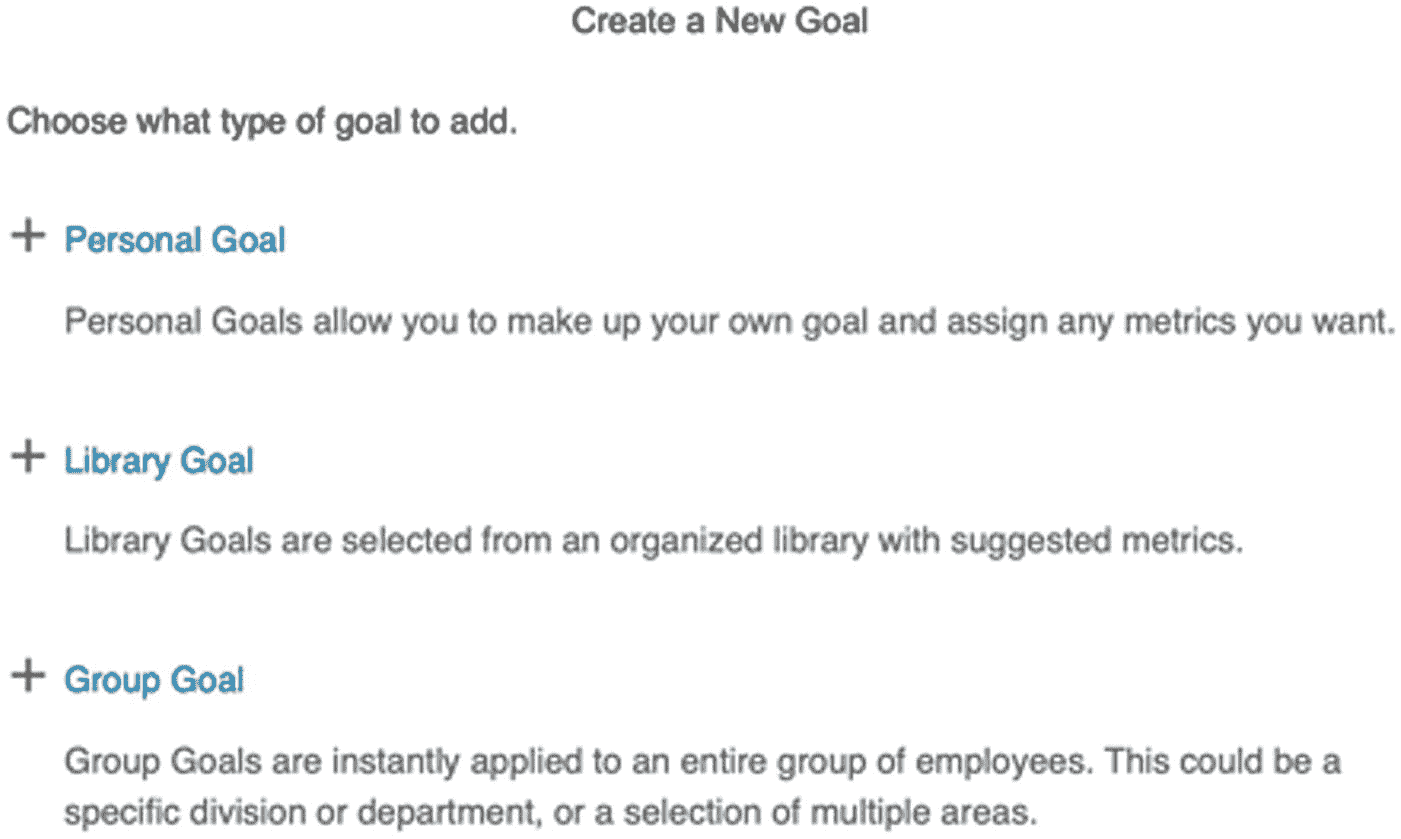 Create a New Goal
Choose what type of goal to add.
+ Personal Goal
Personal Goals allow you to make up your own goal and assign any metrics you want.
+ Library Goal
Library Goals are selected from an organized library with suggested metrics.
+ Group Goal
Group Goals are instantly applied to an entire group of employees. This could be a
specific division or department, or a selection of multiple areas.